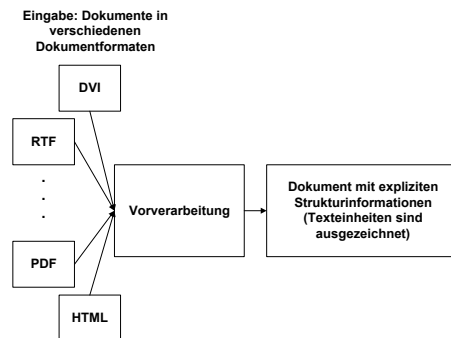 Eingabe: Dokumente in
verschiedenen
Dokumentformaten
DVI
RTF
.
.
.
PDF
HTML
Vorverarbeitung
Dokument mit expliziten
Strukturinformationen
(Texteinheiten sind
ausgezeichnet)